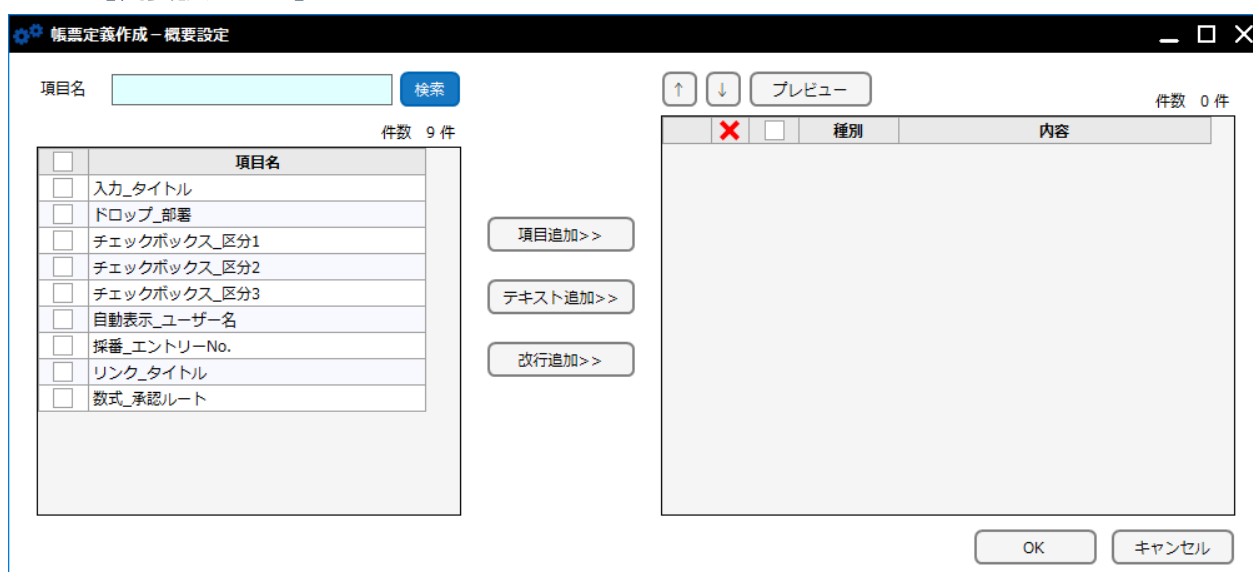 帳票定義作成－概要設定
項目名 検索
件数 9 件
項目名
入力_タイトル
ドロップ_部署
チェックボックス_区分1
チェックボックス_区分2
チェックボックス_区分3
自動表示_ユーザー名
採番_エントリーNo.
リンク_タイトル
数式_承認ルート
項目追加>>
テキスト追加>>
改行追加>>
↑ ↓ プレビュー
件数 0 件
種別 内容
OK キャンセル